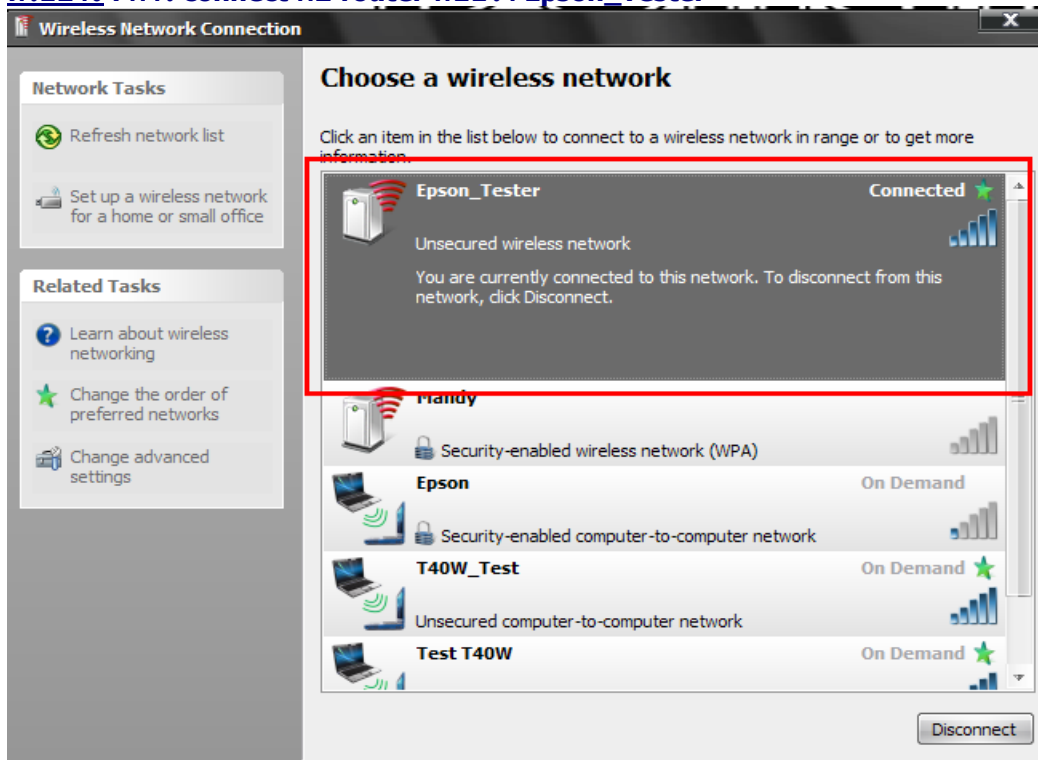 Wireless Network Connection
X
Network Tasks
Refresh network list
Set up a wireless network
for a home or small office
Related Tasks
Learn about wireless
networking
Change the order of
preferred networks
Change advanced
settings
Choose a wireless network
Click an item in the list below to connect to a wireless network in range or to get more
information.
Epson_Tester
Connected
Unsecured wireless network
You are currently connected to this network. To disconnect from this
network, click Disconnect.
Mandy
Security-enabled wireless network (WPA)
Epson
On Demand
Security-enabled computer-to-computer network
T40W_Test
On Demand
Unsecured computer-to-computer network
Test T40W
On Demand
Disconnect